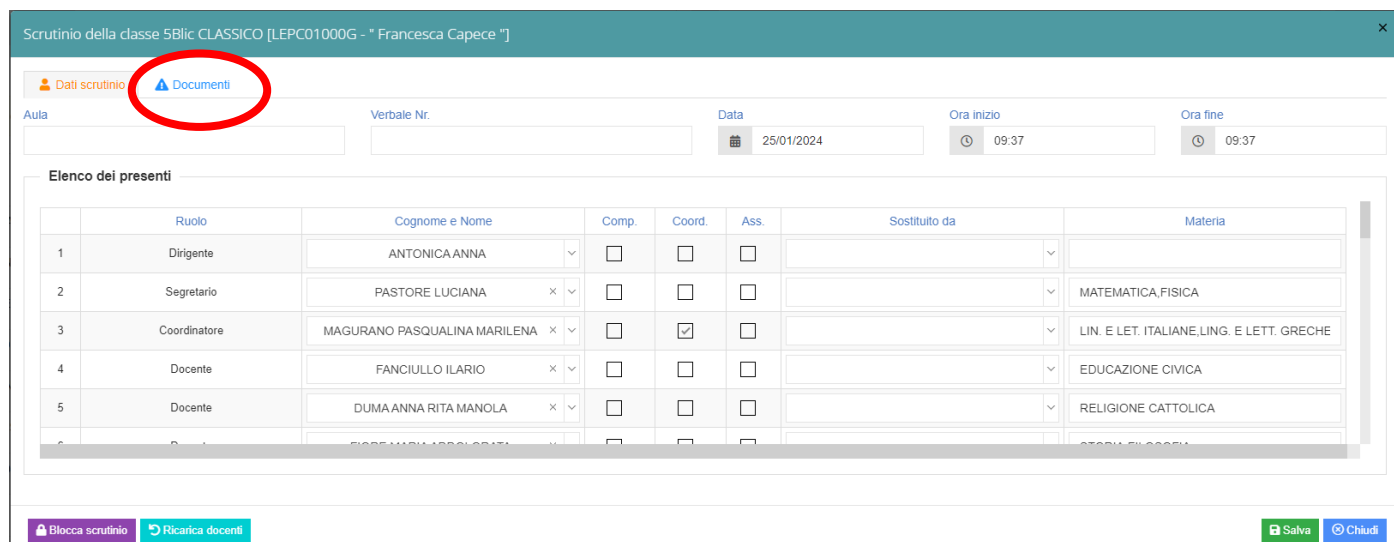 Scrutinio della classe 5Blic CLASSICO [LEPC01000G - " Francesca Capece "]
Dati scrutinio Documenti
Aula Verbale Nr. Data Ora inizio Ora fine
25/01/2024 09:37 09:37
Elenco dei presenti
Ruolo Cognome e Nome Comp. Coord. Ass. Sostituito da Materia
1 Dirigente ANTONICA ANNA
2 Segretario PASTORE LUCIANA MATEMATICA,FISICA
3 Coordinatore MAGURANO PASQUALINA MARILENA LIN. E LET. ITALIANE,LING. E LETT. GRECHE
4 Docente FANCIULLO ILARIO EDUCAZIONE CIVICA
5 Docente DUMA ANNA RITA MANOLA RELIGIONE CATTOLICA
Blocca scrutinio Ricarica docenti Salva Chiudi